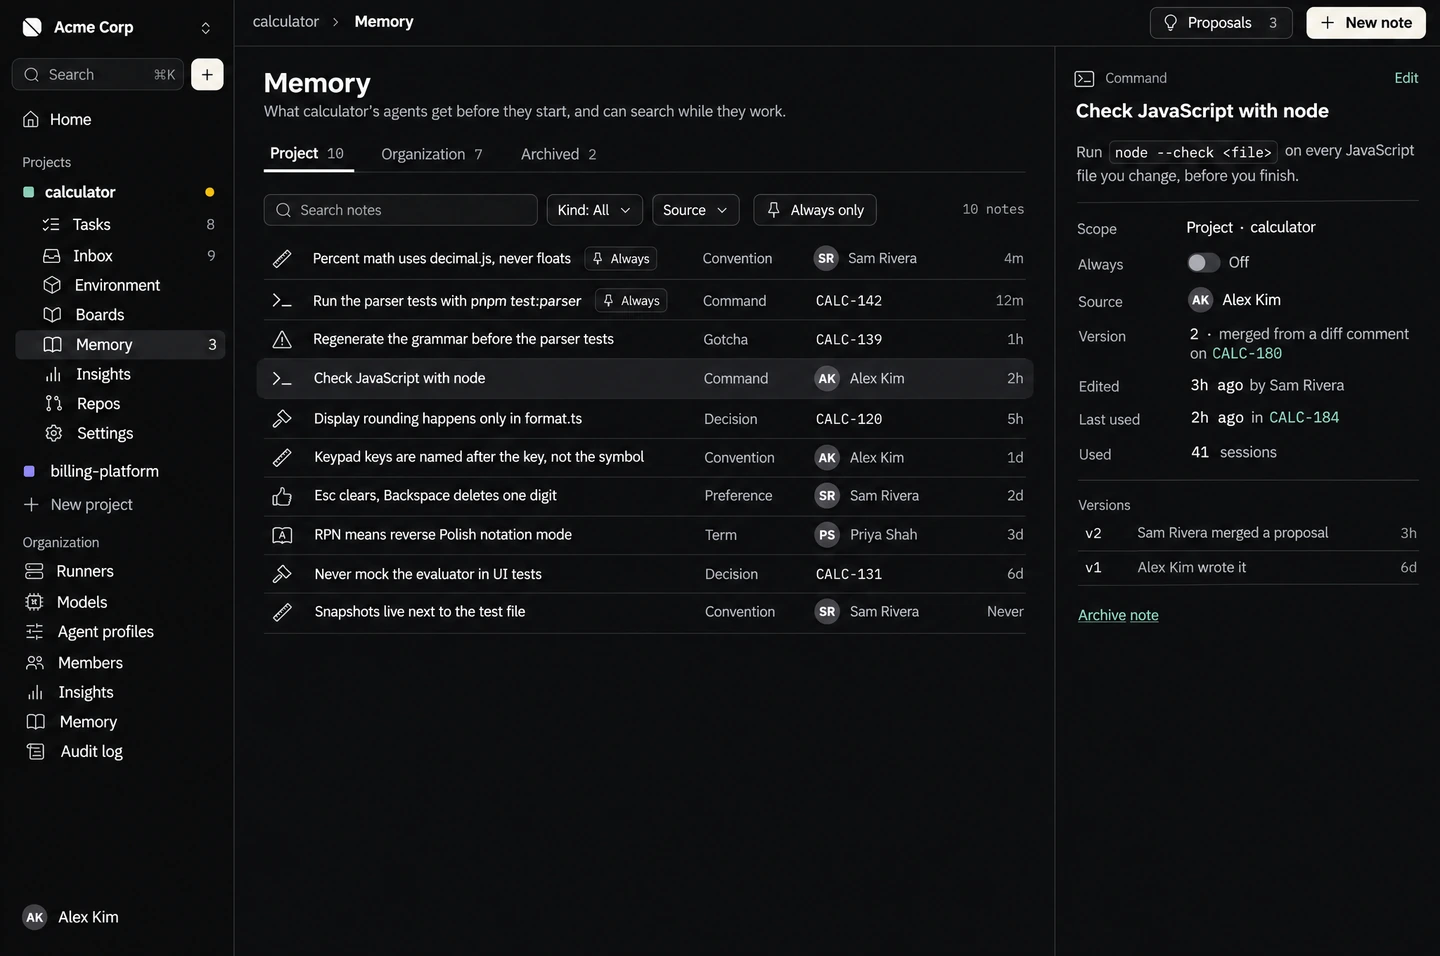 Acme Corp
Search ⌘K +
Home
Projects
calculator
Tasks 8
Inbox 9
Environment
Boards
Memory 3
Insights
Repos
Settings
billing-platform
New project
Organization
Runners
Models
Agent profiles
Members
Insights
Memory
Audit log
AK Alex Kim
calculator > Memory
Proposals 3
+ New note
Memory
What calculator's agents get before they start, and can search while they work.
Project 10 Organization 7 Archived 2
Search notes Kind: All Source Always only 10 notes
Percent math uses decimal.js, never floats Always Convention SR Sam Rivera 4m
Run the parser tests with pnpm test:parser Always Command CALC-142 12m
Regenerate the grammar before the parser tests Gotcha CALC-139 1h
Check JavaScript with node Command AK Alex Kim 2h
Display rounding happens only in format.ts Decision CALC-120 5h
Keypad keys are named after the key, not the symbol Convention AK Alex Kim 1d
Esc clears, Backspace deletes one digit Preference SR Sam Rivera 2d
A RPN means reverse Polish notation mode Term PS Priya Shah 3d
Never mock the evaluator in UI tests Decision CALC-131 6d
Snapshots live next to the test file Convention SR Sam Rivera Never
Command Edit
Check JavaScript with node
Run node --check <file> on every JavaScript
file you change, before you finish.
Scope Project · calculator
Always Off
Source AK Alex Kim
Version 2 · merged from a diff comment
on CALC-180
Edited 3h ago by Sam Rivera
Last used 2h ago in CALC-184
Used 41 sessions
Versions
v2 Sam Rivera merged a proposal 3h
v1 Alex Kim wrote it 6d
Archive note